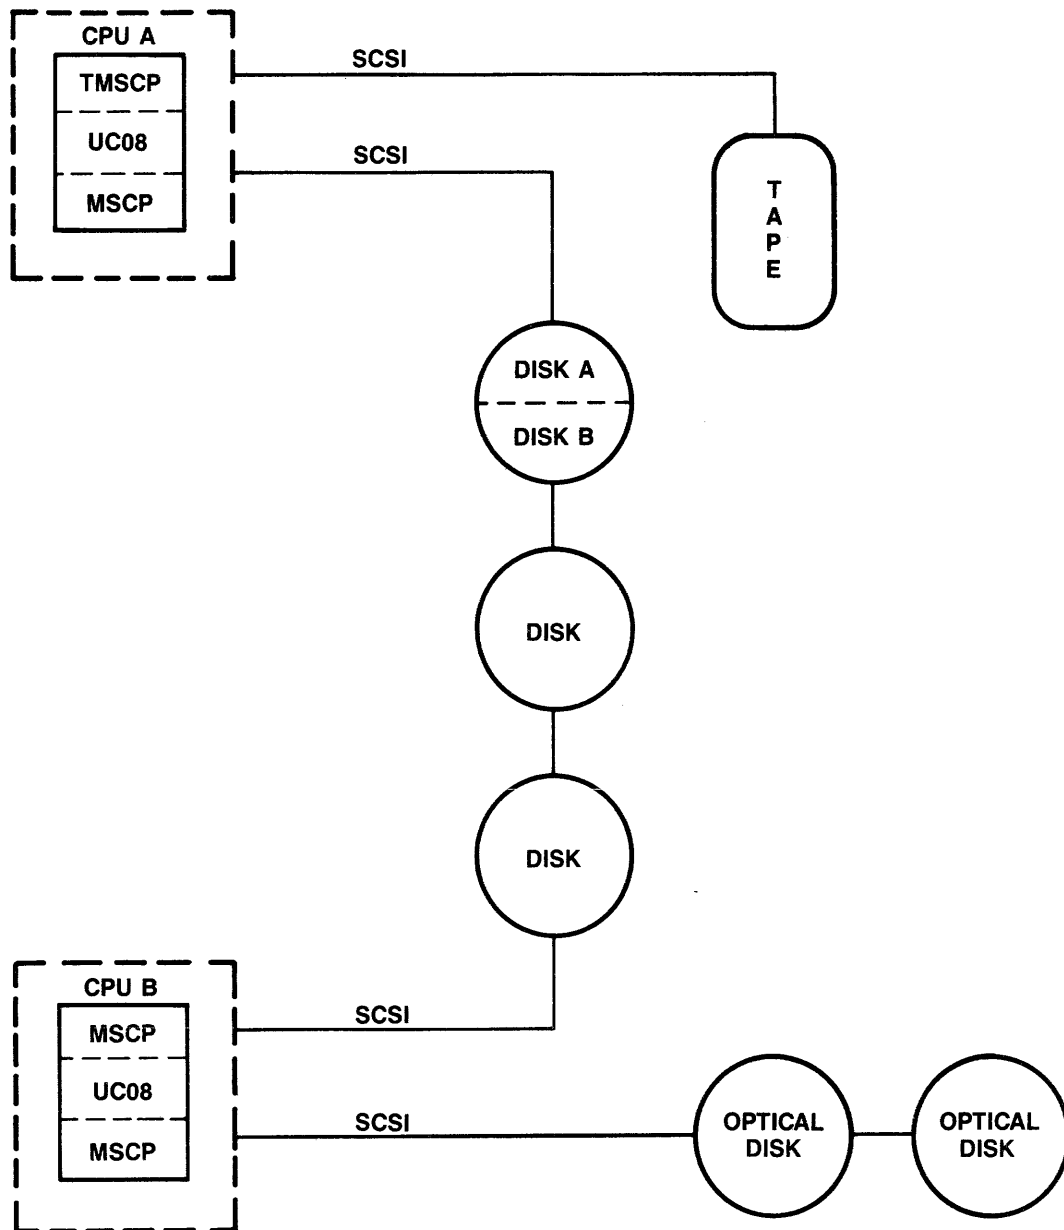 CPU A
TMSCP
UC08
MSCP
SCSI
SCSI
TAPE
DISK A
DISK B
DISK
DISK
CPU B
MSCP
UC08
MSCP
SCSI
SCSI
OPTICAL
DISK
OPTICAL
DISK